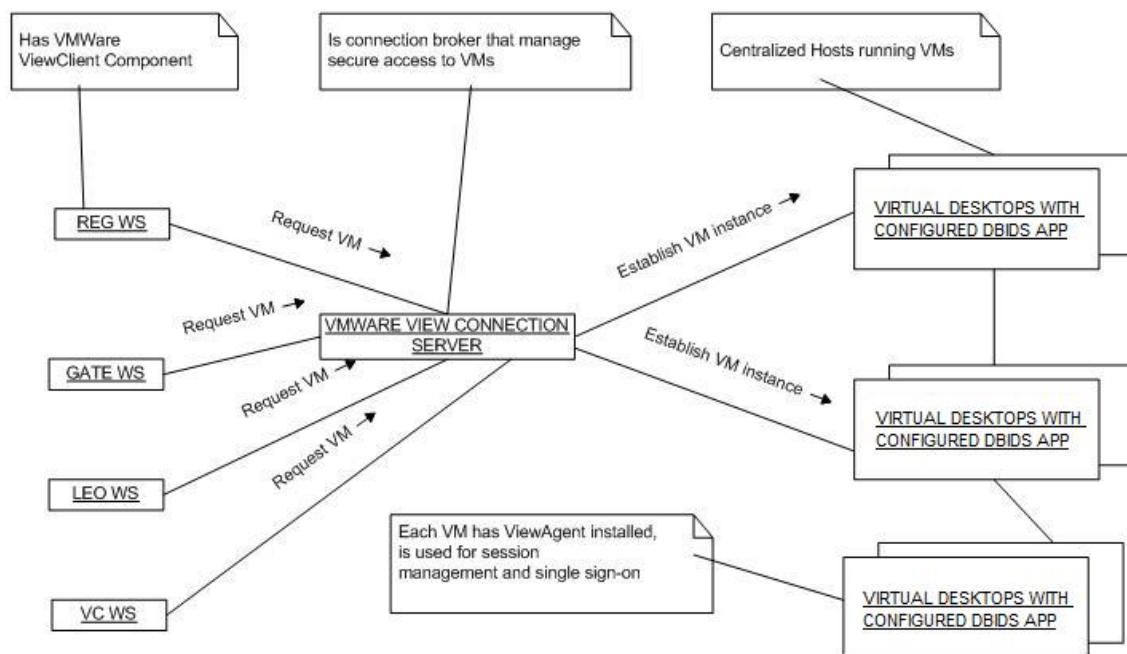 Has VMWare
ViewClient Component
Is connection broker that manage
secure access to VMs
Centralized Hosts running VMs
REG WS
Request VM
Establish VM instance
VIRTUAL DESKTOPS WITH
CONFIGURED DBIDS APP
Request VM
VMWARE VIEW CONNECTION
SERVER
GATE WS
Request VM
Establish VM instance
VIRTUAL DESKTOPS WITH
CONFIGURED DBIDS APP
Request VM
LEO WS
Each VM has ViewAgent installed,
is used for session
management and single sign-on
VC WS
VIRTUAL DESKTOPS WITH
CONFIGURED DBIDS APP